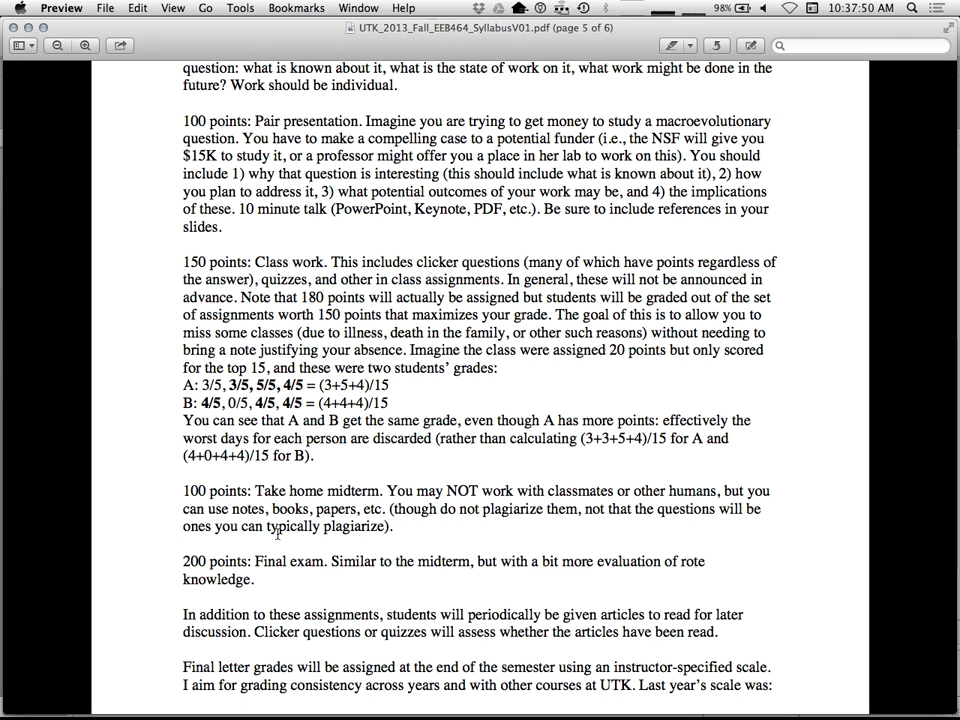 Preview File Edit View Go Tools Bookmarks Window Help 98% 10:37:50 AM
UTK_2013_Fall_EEB464_SyllabusV01.pdf (page 5 of 6)
question: what is known about it, what is the state of work on it, what work might be done in the
future? Work should be individual.
100 points: Pair presentation. Imagine you are trying to get money to study a macroevolutionary
question. You have to make a compelling case to a potential funder (i.e., the NSF will give you
$15K to study it, or a professor might offer you a place in her lab to work on this). You should
include 1) why that question is interesting (this should include what is known about it), 2) how
you plan to address it, 3) what potential outcomes of your work may be, and 4) the implications
of these. 10 minute talk (PowerPoint, Keynote, PDF, etc.). Be sure to include references in your
slides.
150 points: Class work. This includes clicker questions (many of which have points regardless of
the answer), quizzes, and other in class assignments. In general, these will not be announced in
advance. Note that 180 points will actually be assigned but students will be graded out of the set
of assignments worth 150 points that maximizes your grade. The goal of this is to allow you to
miss some classes (due to illness, death in the family, or other such reasons) without needing to
bring a note justifying your absence. Imagine the class were assigned 20 points but only scored
for the top 15, and these were two students' grades:
A: 3/5, 3/5, 5/5, 4/5 = (3+5+4)/15
B: 4/5, 0/5, 4/5, 4/5 = (4+4+4)/15
You can see that A and B get the same grade, even though A has more points: effectively the
worst days for each person are discarded (rather than calculating (3+3+5+4)/15 for A and
(4+0+4+4)/15 for B).
100 points: Take home midterm. You may NOT work with classmates or other humans, but you
can use notes, books, papers, etc. (though do not plagiarize them, not that the questions will be
ones you can typically plagiarize).
200 points: Final exam. Similar to the midterm, but with a bit more evaluation of rote
knowledge.
In addition to these assignments, students will periodically be given articles to read for later
discussion. Clicker questions or quizzes will assess whether the articles have been read.
Final letter grades will be assigned at the end of the semester using an instructor-specified scale.
I aim for grading consistency across years and with other courses at UTK. Last year's scale was: